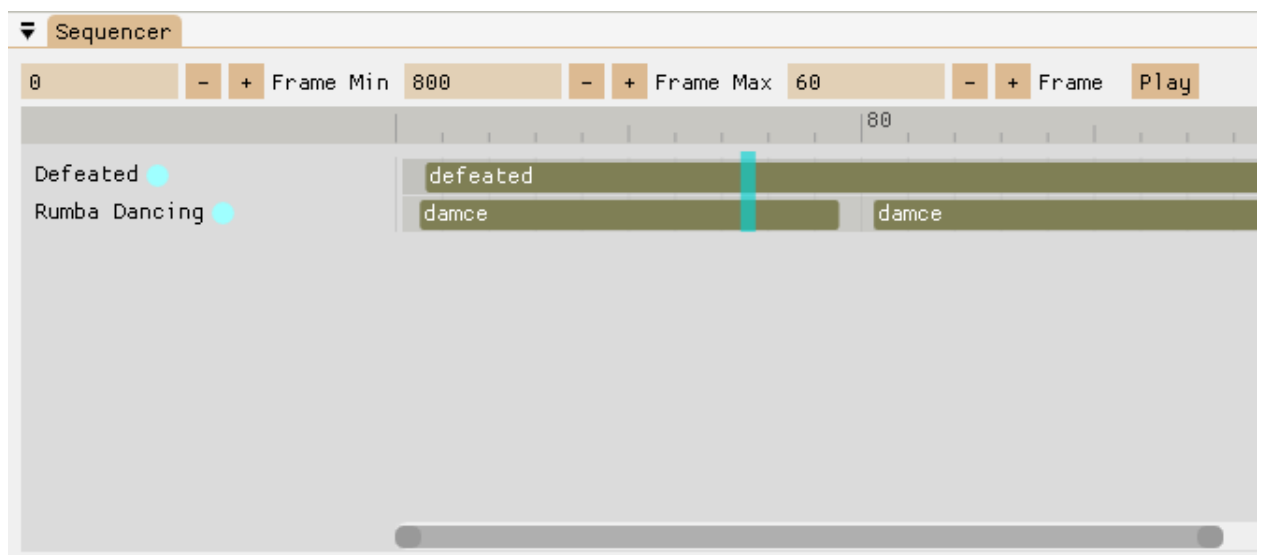 Sequencer
0 - + Frame Min 800 - + Frame Max 60 - + Frame Play
80
Defeated defeated
Rumba Dancing damce damce